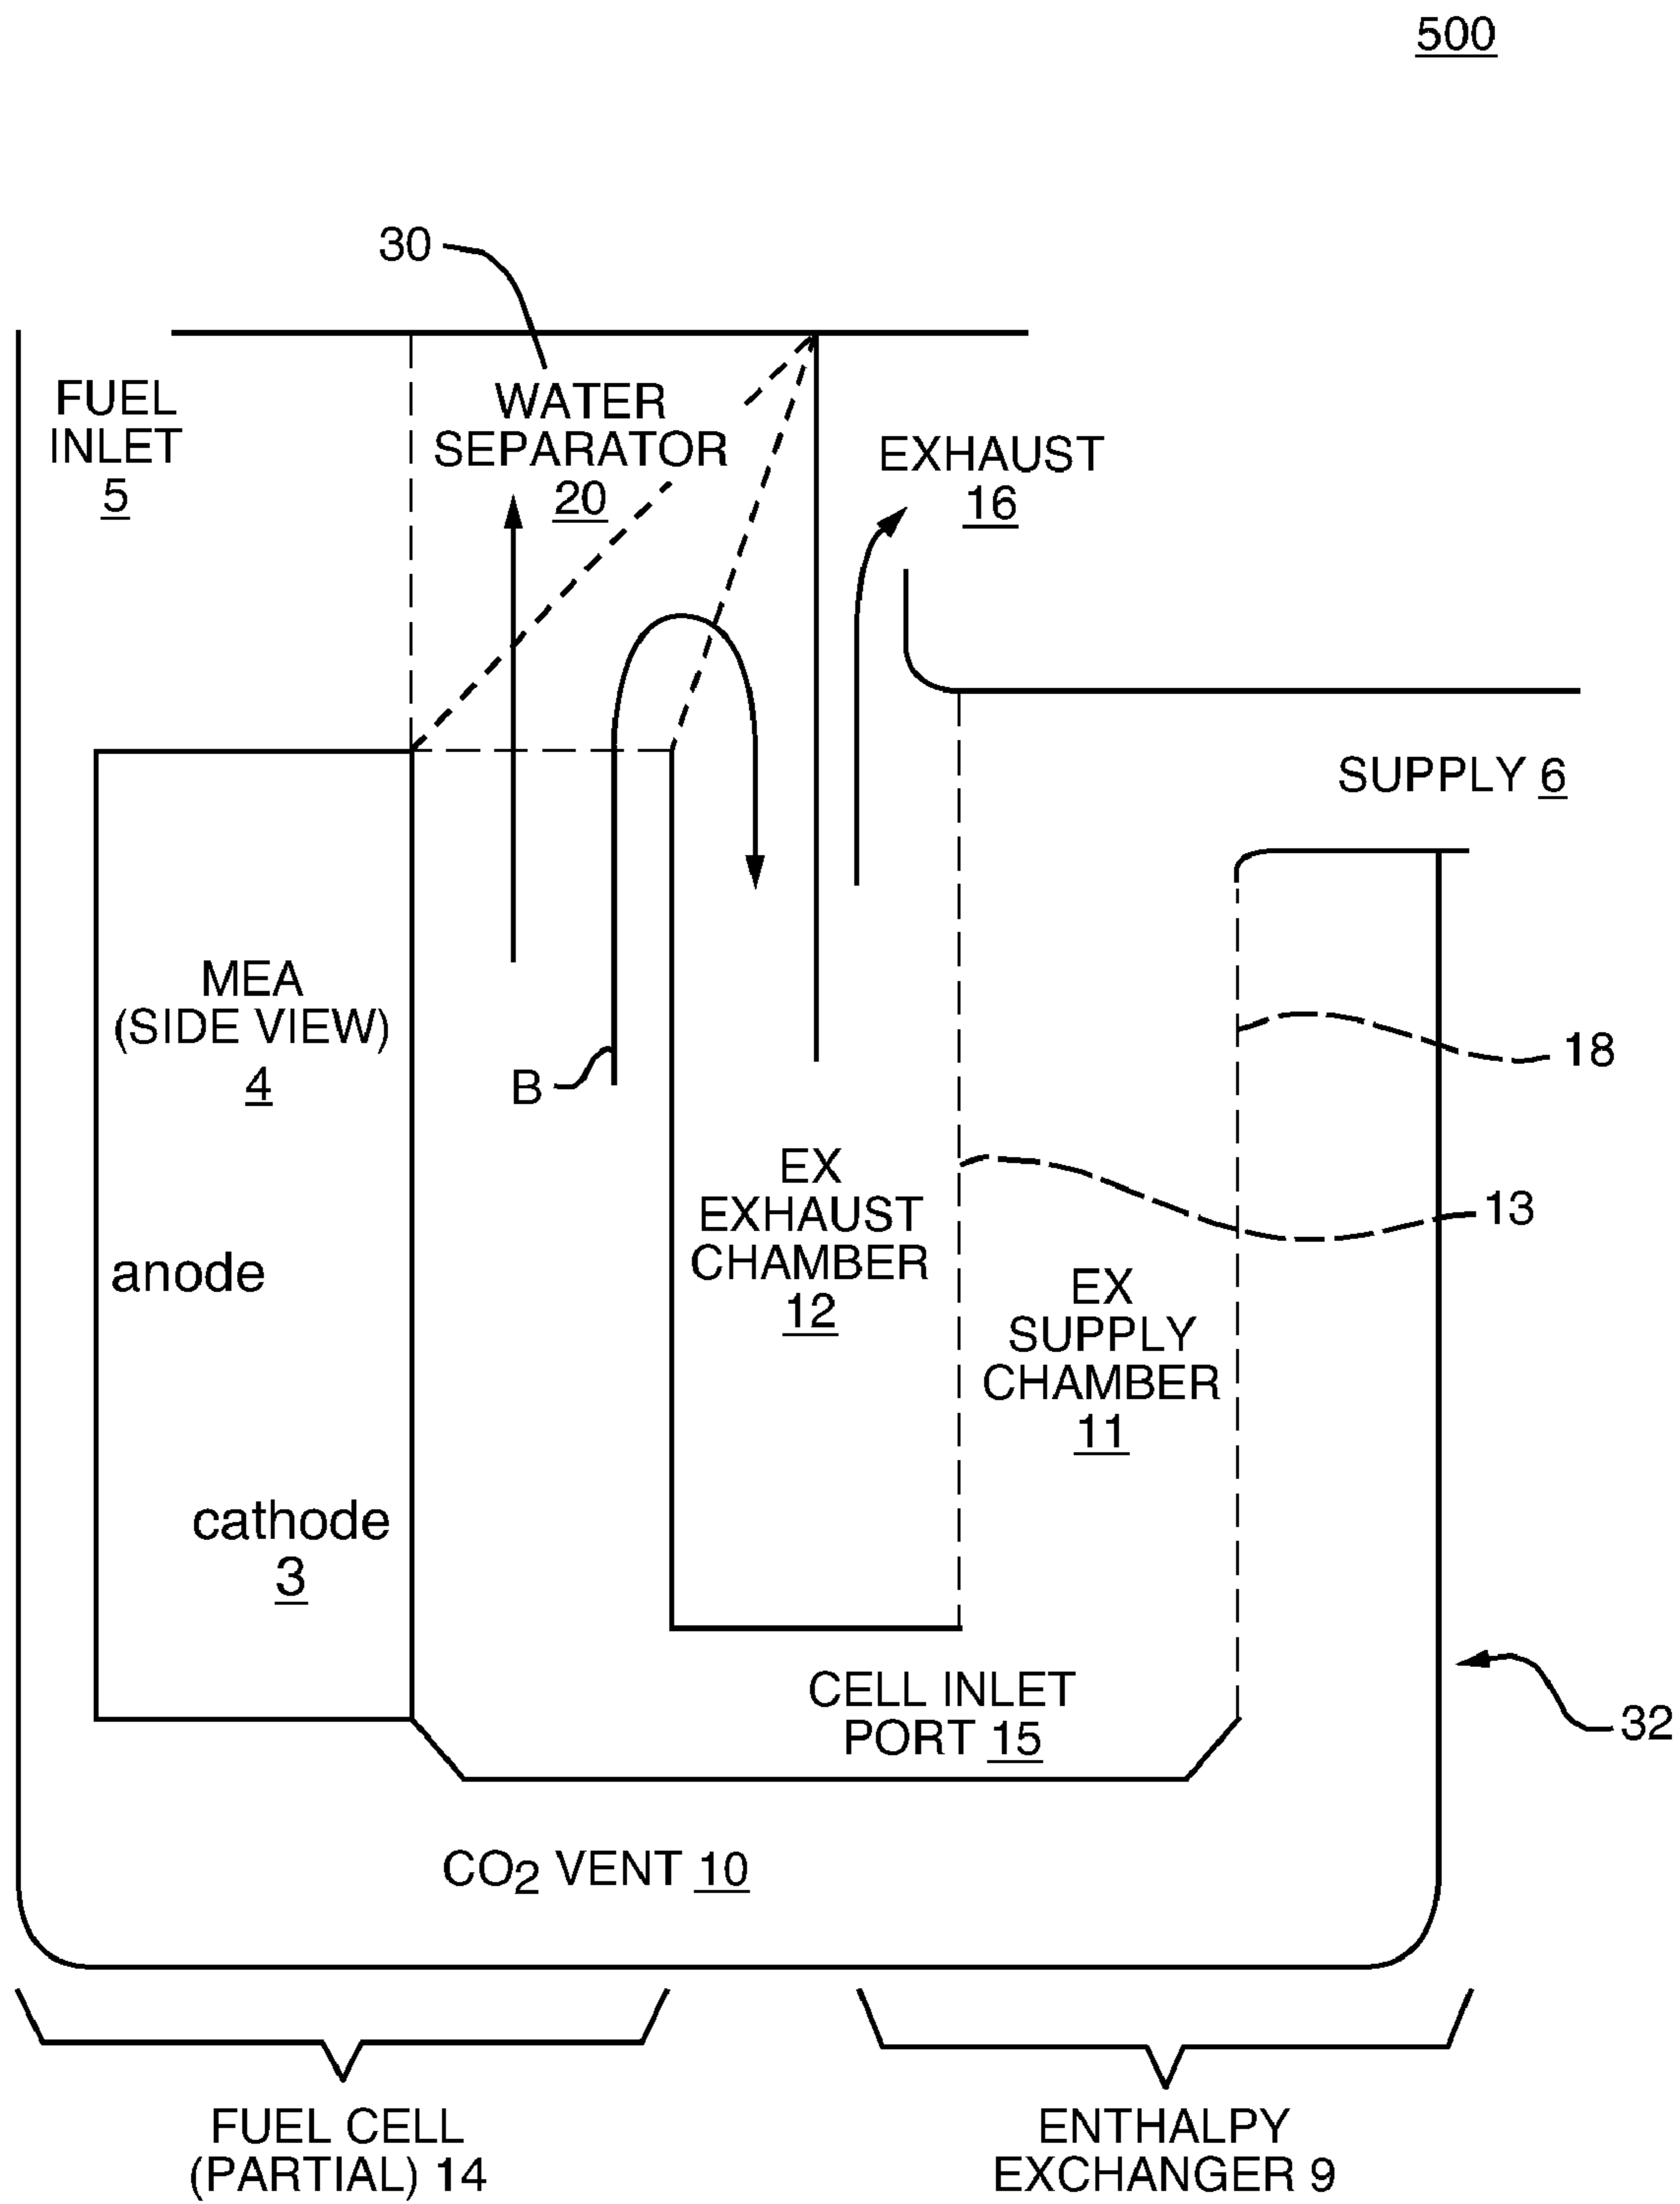 500
30
FUEL
INLET
5
WATER
SEPARATOR
20
EXHAUST
16
SUPPLY 6
MEA
(SIDE VIEW)
4
B
18
EX
EXHAUST
CHAMBER
12
13
anode
EX
SUPPLY
CHAMBER
11
cathode
3
CELL INLET
PORT 15
32
CO2 VENT 10
FUEL CELL
(PARTIAL) 14
ENTHALPY
EXCHANGER 9